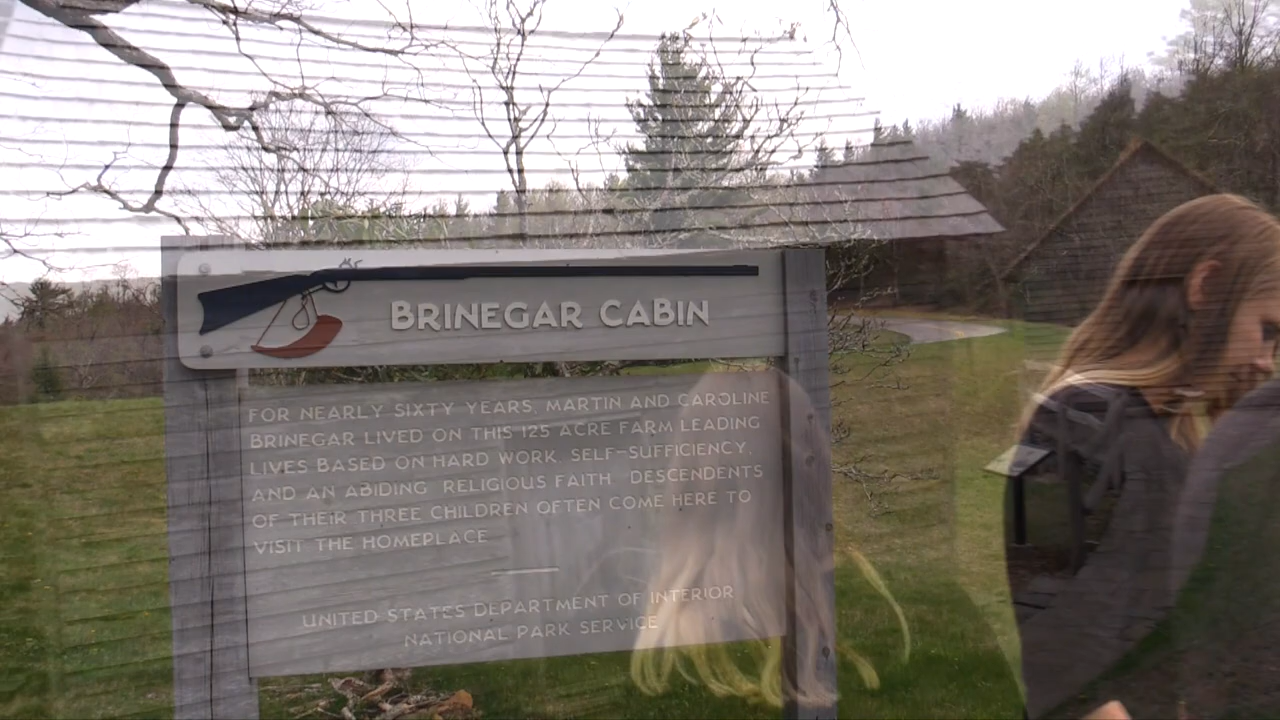 BRINEGAR CABIN
FOR NEARLY SIXTY YEARS, MARTIN AND CAROLINE
BRINEGAR LIVED ON THIS 125 ACRE FARM LEADING
LIVES BASED ON HARD WORK, SELF-SUFFICIENCY,
AND AN ABIDING RELIGIOUS FAITH DESCENDENTS
OF THEIR THREE CHILDREN OFTEN COME HERE TO
VISIT THE HOMEPLACE
UNITED STATES DEPARTMENT OF INTERIOR
NATIONAL PARK SERVICE